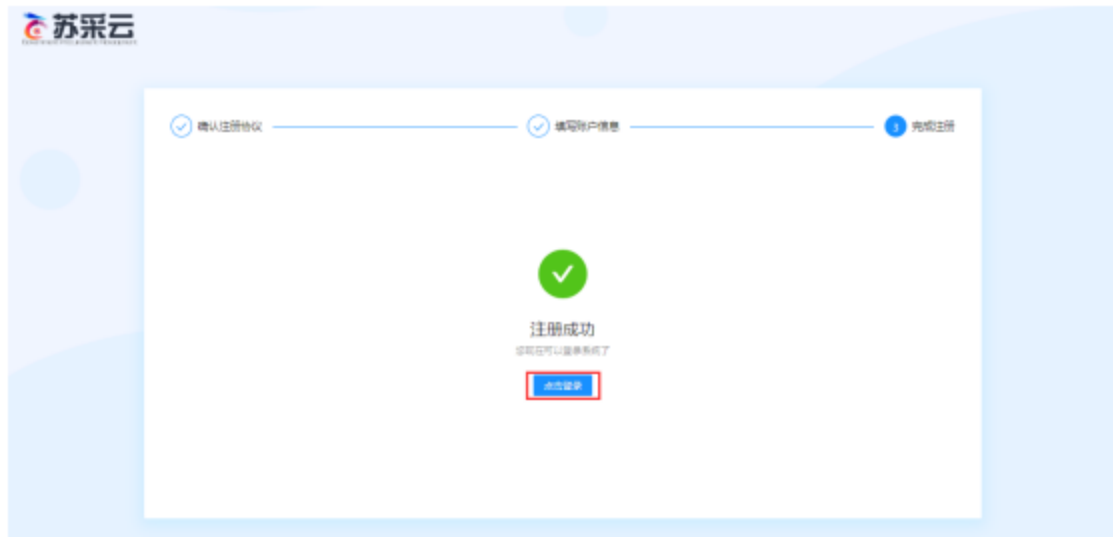 苏采云
确认注册协议
填写账户信息
3 完成注册
注册成功
您现在可以登录系统了
点击登录